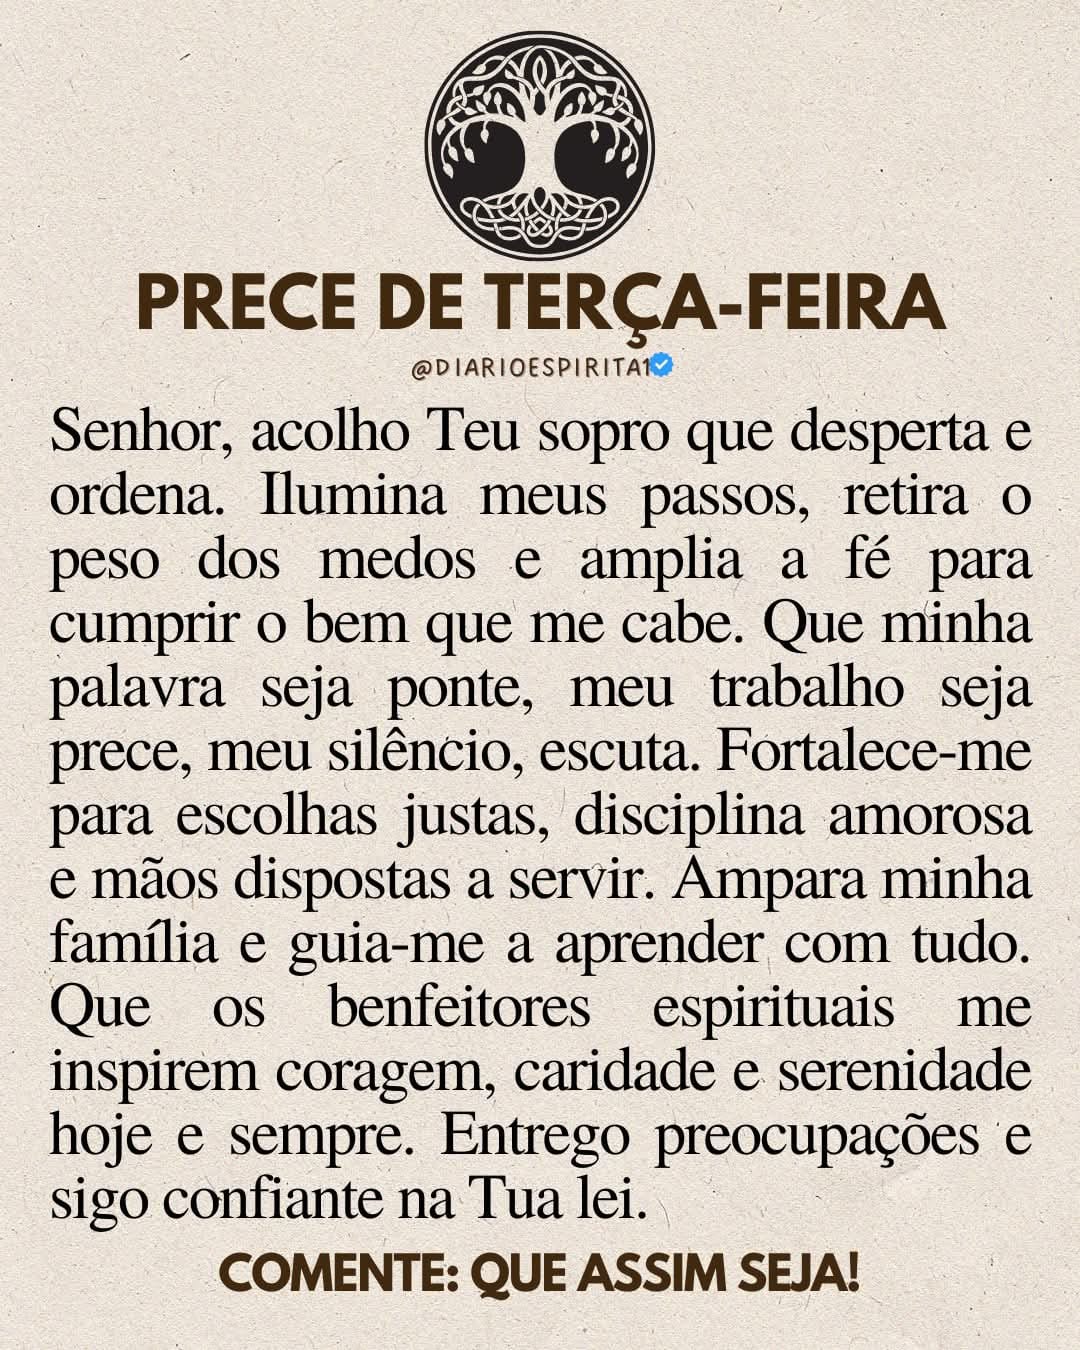 PRECE DE TERÇA-FEIRA
@DIARIOESPIRITA1
Senhor, acolho Teu sopro que desperta e
ordena. Ilumina meus passos, retira o
peso dos medos e amplia a fé para
cumprir o bem que me cabe. Que minha
palavra seja ponte, meu trabalho seja
prece, meu silêncio, escuta. Fortalece-me
para escolhas justas, disciplina amorosa
e mãos dispostas a servir. Ampara minha
família e guia-me a aprender com tudo.
Que os benfeitores espirituais me
inspirem coragem, caridade e serenidade
hoje e sempre. Entrego preocupações e
sigo confiante na Tua lei.
COMENTE: QUE ASSIM SEJA!